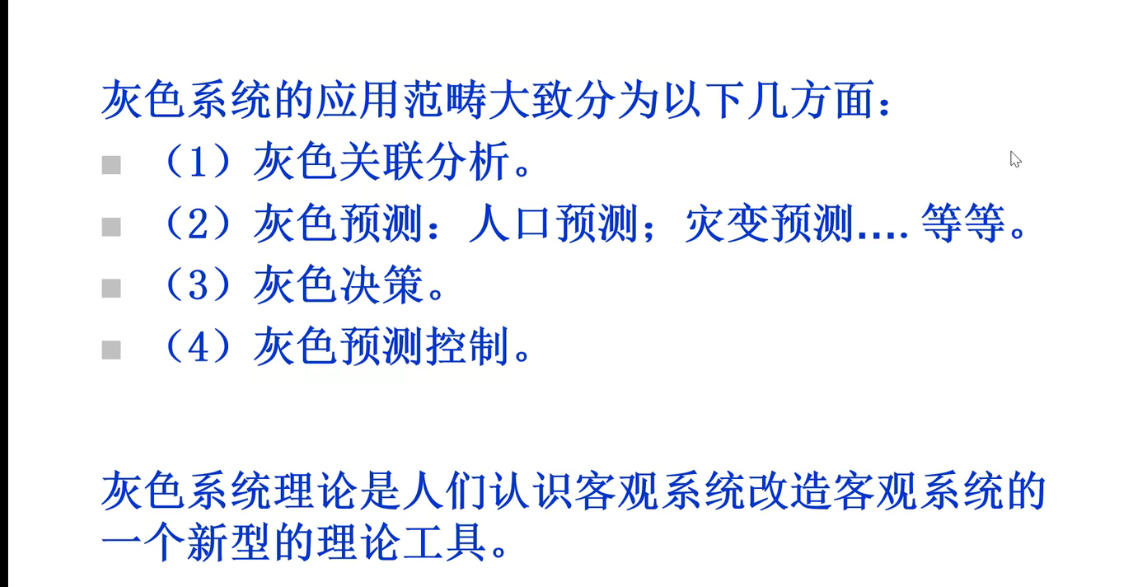 灰色系统的应用范畴大致分为以下几方面：
（1）灰色关联分析。
（2）灰色预测：人口预测；灾变预测.... 等等。
（3）灰色决策。
（4）灰色预测控制。
灰色系统理论是人们认识客观系统改造客观系统的
一个新型的理论工具。